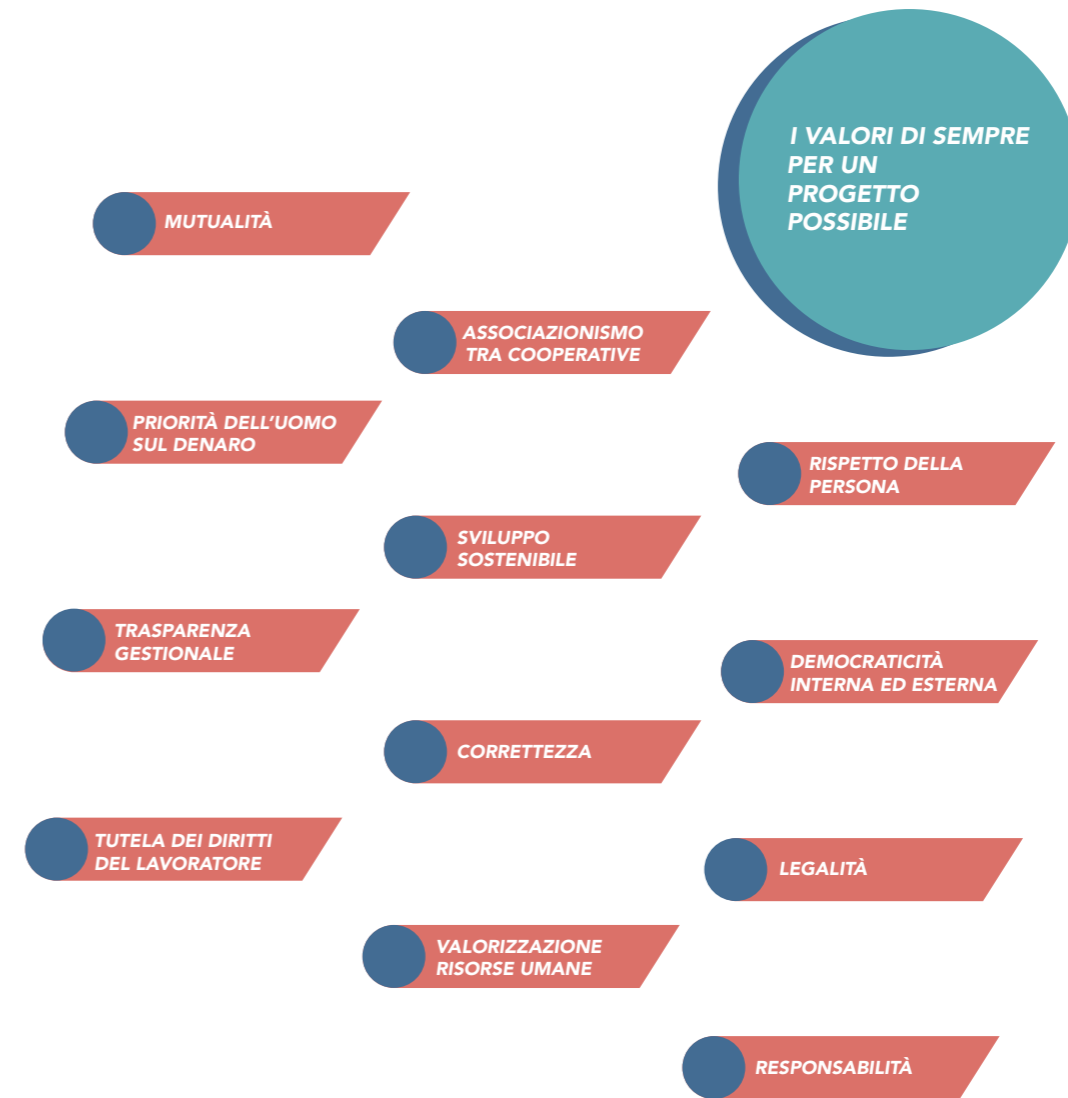 I VALORI DI SEMPRE
PER UN
PROGETTO
POSSIBILE
MUTUALITÀ
ASSOCIAZIONISMO
TRA COOPERATIVE
PRIORITÀ DELL'UOMO
SUL DENARO
RISPETTO DELLA
PERSONA
SVILUPPO
SOSTENIBILE
TRASPARENZA
GESTIONALE
DEMOCRATICITÀ
INTERNA ED ESTERNA
CORRETTEZZA
TUTELA DEI DIRITTI
DEL LAVORATORE
LEGALITÀ
VALORIZZAZIONE
RISORSE UMANE
RESPONSABILITÀ